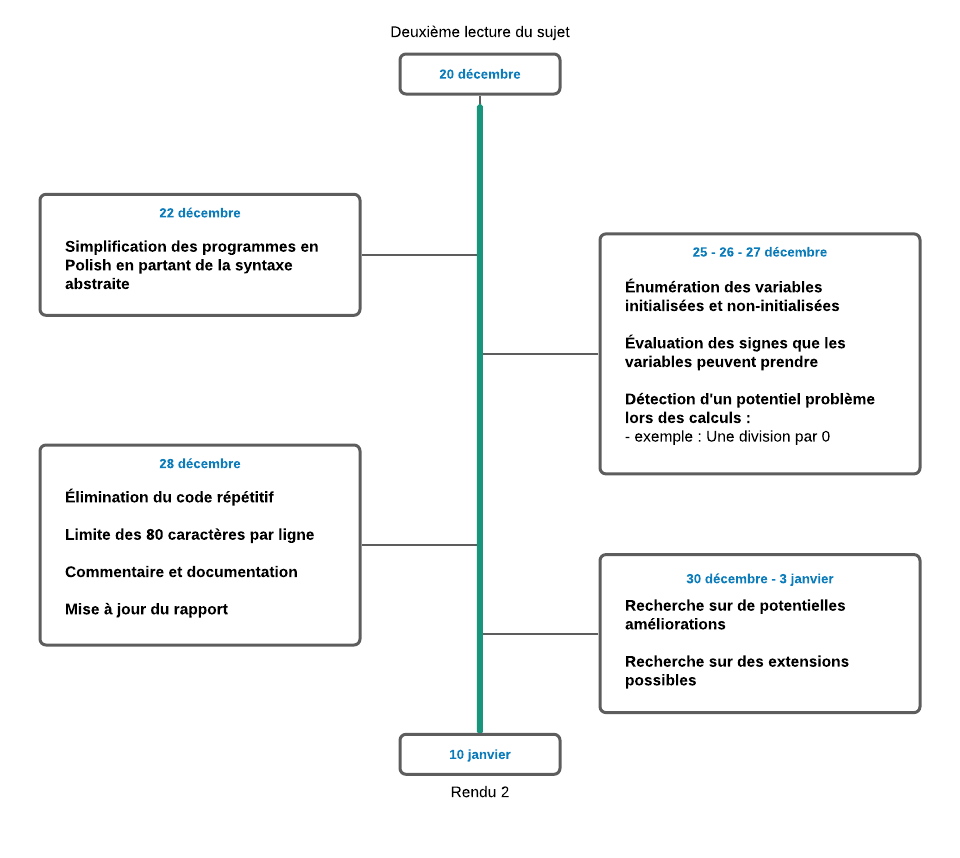 Deuxième lecture du sujet
20 décembre
22 décembre
Simplification des programmes en
Polish en partant de la syntaxe
abstraite
25 - 26 - 27 décembre
Énumération des variables
initialisées et non-initialisées
Évaluation des signes que les
variables peuvent prendre
Détection d'un potentiel problème
lors des calculs :
- exemple : Une division par 0
28 décembre
Élimination du code répétitif
Limite des 80 caractères par ligne
Commentaire et documentation
Mise à jour du rapport
30 décembre - 3 janvier
Recherche sur de potentielles
améliorations
Recherche sur des extensions
possibles
10 janvier
Rendu 2